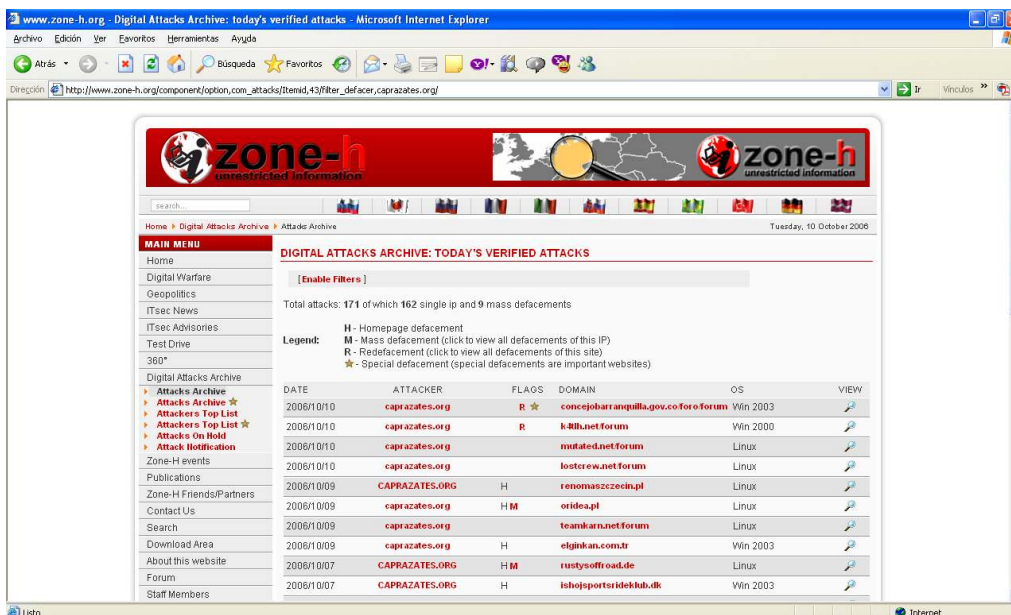 www.zone-h.org - Digital Attacks Archive: today's verified attacks - Microsoft Internet Explorer
Archivo Edición Ver Favoritos Herramientas Ayuda
Atrás Búsqueda Favoritos
Dirección http://www.zone-h.org/component/option,com_attacks/Itemid,43/filter_defacer,caprazates.org/ Ir Vínculos »
zone-h
unrestricted information
zone-h
unrestricted information
search...
Home Digital Attacks Archive Attacks Archive
Tuesday, 10 October 2006
MAIN MENU
Home
Digital Warfare
Geopolitics
ITsec News
ITsec Advisories
Test Drive
360°
Digital Attacks Archive
Attacks Archive
Attacks Archive
Attackers Top List
Attackers Top List
Attacks On Hold
Attack Notification
Zone-H events
Publications
Zone-H Friends/Partners
Contact Us
Search
Download Area
About this website
Forum
Staff Members
DIGITAL ATTACKS ARCHIVE: TODAY'S VERIFIED ATTACKS
[Enable Filters ]
Total attacks: 171 of which 162 single ip and 9 mass defacements
Legend:
H - Homepage defacement
M - Mass defacement (click to view all defacements of this IP)
R - Redefacement (click to view all defacements of this site)
- Special defacement (special defacements are important websites)
DATE ATTACKER FLAGS DOMAIN OS VIEW
2006/10/10 caprazates.org R concejobarranquilla.gov.co/foro/forum Win 2003
2006/10/10 caprazates.org R k4tlh.net/forum Win 2000
2006/10/10 caprazates.org mutated.net/forum Linux
2006/10/10 caprazates.org lostcrew.net/forum Linux
2006/10/09 CAPRAZATES.ORG H renomaszczecin.pl Linux
2006/10/09 caprazates.org H M oridea.pl Linux
2006/10/09 caprazates.org teamkarn.net/forum Linux
2006/10/09 caprazates.org H elginkan.com.tr Win 2003
2006/10/07 CAPRAZATES.ORG H M rustysoffroad.de Linux
2006/10/07 CAPRAZATES.ORG H ishojsportsrideklub.dk Win 2003
Listo
Internet